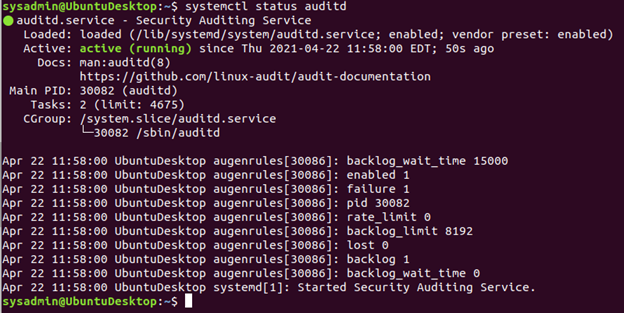 sysadmin@UbuntuDesktop:~$ systemctl status auditd
● auditd.service - Security Auditing Service
   Loaded: loaded (/lib/systemd/system/auditd.service; enabled; vendor preset: enabled)
   Active: active (running) since Thu 2021-04-22 11:58:00 EDT; 50s ago
     Docs: man:auditd(8)
           https://github.com/linux-audit/audit-documentation
 Main PID: 30082 (auditd)
    Tasks: 2 (limit: 4675)
   CGroup: /system.slice/auditd.service
           └─30082 /sbin/auditd

Apr 22 11:58:00 UbuntuDesktop augenrules[30086]: backlog_wait_time 15000
Apr 22 11:58:00 UbuntuDesktop augenrules[30086]: enabled 1
Apr 22 11:58:00 UbuntuDesktop augenrules[30086]: failure 1
Apr 22 11:58:00 UbuntuDesktop augenrules[30086]: pid 30082
Apr 22 11:58:00 UbuntuDesktop augenrules[30086]: rate_limit 0
Apr 22 11:58:00 UbuntuDesktop augenrules[30086]: backlog_limit 8192
Apr 22 11:58:00 UbuntuDesktop augenrules[30086]: lost 0
Apr 22 11:58:00 UbuntuDesktop augenrules[30086]: backlog 1
Apr 22 11:58:00 UbuntuDesktop augenrules[30086]: backlog_wait_time 0
Apr 22 11:58:00 UbuntuDesktop systemd[1]: Started Security Auditing Service.
sysadmin@UbuntuDesktop:~$